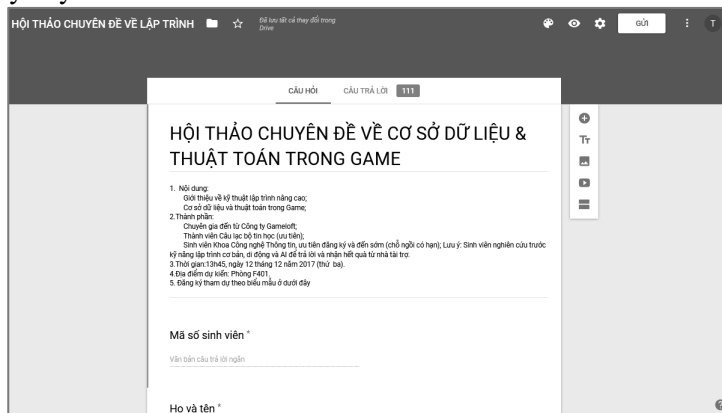 HỘI THẢO CHUYÊN ĐỀ VỀ LẬP TRÌNH
Đã lưu tất cả thay đổi trong
Drive
GỬI
T
CÂU HỎI CÂU TRẢ LỜI 111
HỘI THẢO CHUYÊN ĐỀ VỀ CƠ SỞ DỮ LIỆU &
THUẬT TOÁN TRONG GAME
1. Nội dung:
Giới thiệu về kỹ thuật lập trình nâng cao;
Cơ sở dữ liệu và thuật toán trong Game;
2.Thành phần:
Chuyên gia đến từ Công ty Gameloft;
Thành viên Câu lạc bộ tin học (ưu tiên);
Sinh viên Khoa Công nghệ Thông tin, ưu tiên đăng ký và đến sớm (chỗ ngồi có hạn); Lưu ý: Sinh viên nghiên cứu trước
kỹ năng lập trình cơ bản, di động và AI để trả lời và nhận hết quà từ nhà tài trợ.
3.Thời gian:13h45, ngày 12 tháng 12 năm 2017 (thứ ba).
4.Địa điểm dự kiến: Phòng F401.
5. Đăng ký tham dự theo biểu mẫu ở dưới đây
Mã số sinh viên *
Văn bản câu trả lời ngắn
Họ và tên *
Tт